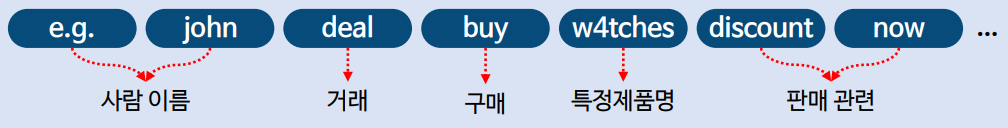 e.g. john deal buy w4tches discount now ...
사람 이름 거래 구매 특정제품명 판매 관련